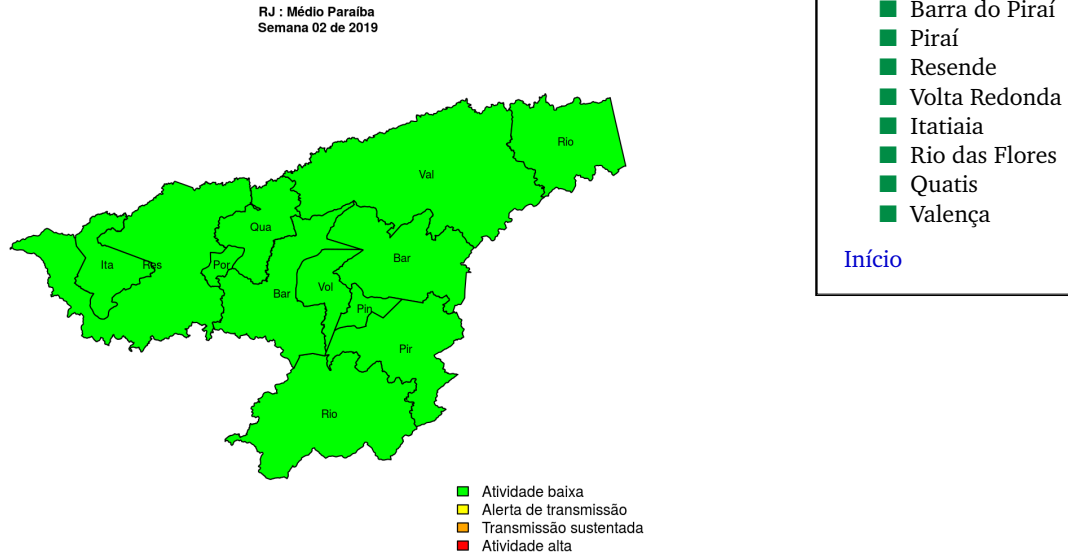 RJ : Médio Paraíba
Semana 02 de 2019
Rio
Val
Qua
Ita
Res
Por
Bar
Bar
Vol
Pin
Pir
Rio
Atividade baixa
Alerta de transmissão
Transmissão sustentada
Atividade alta
Barra do Piraí
Piraí
Resende
Volta Redonda
Itatiaia
Rio das Flores
Quatis
Valença
Início